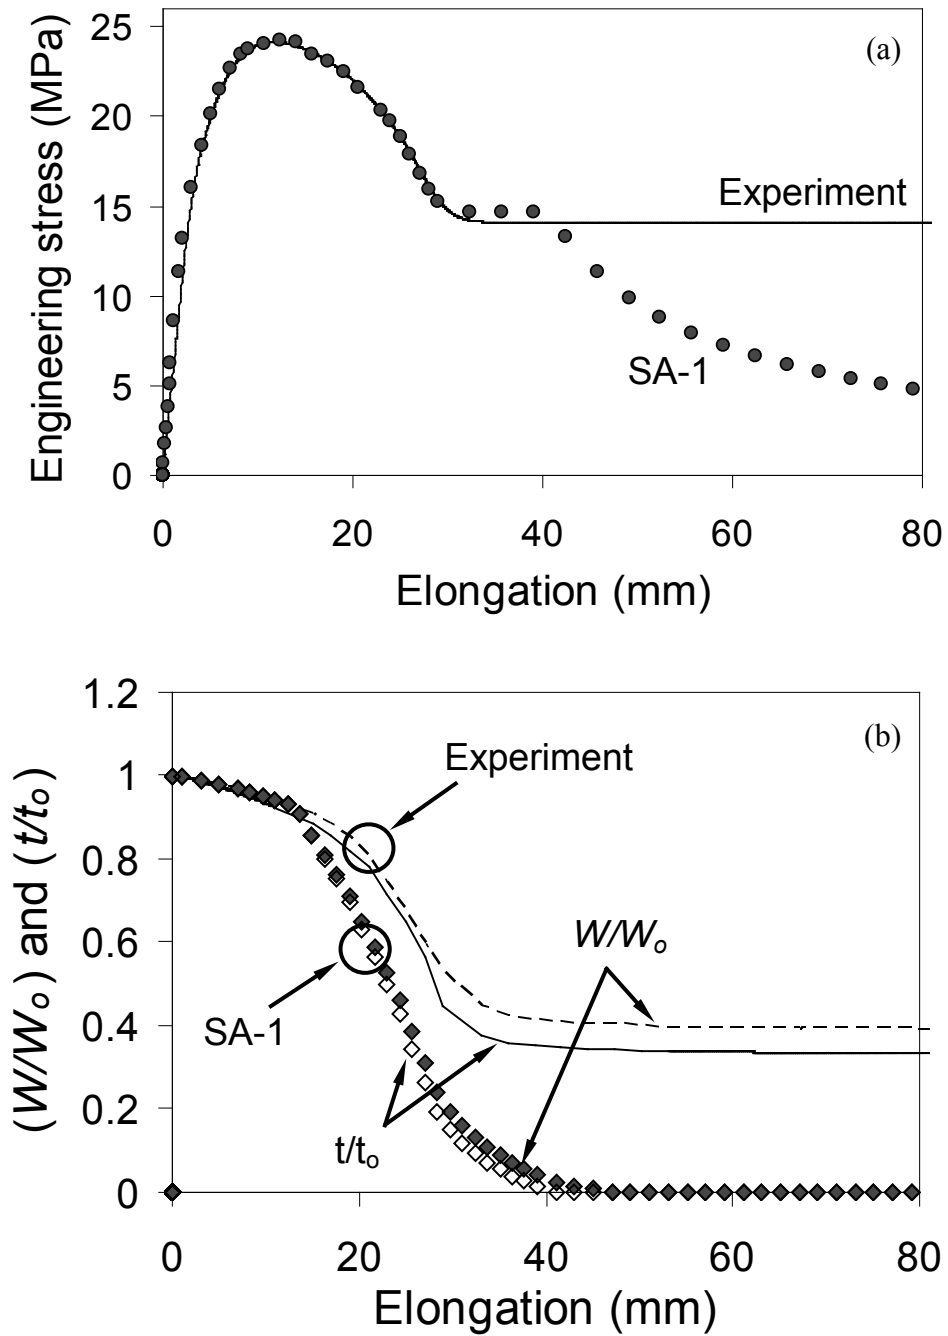 (a)
Engineering stress (MPa)
25
20
15
10
5
0
Experiment
SA-1
0 20 40 60 80
Elongation (mm)
(b)
(W/Wo) and (t/to)
1.2
1
0.8
0.6
0.4
0.2
0
Experiment
W/Wo
SA-1
t/to
0 20 40 60 80
Elongation (mm)